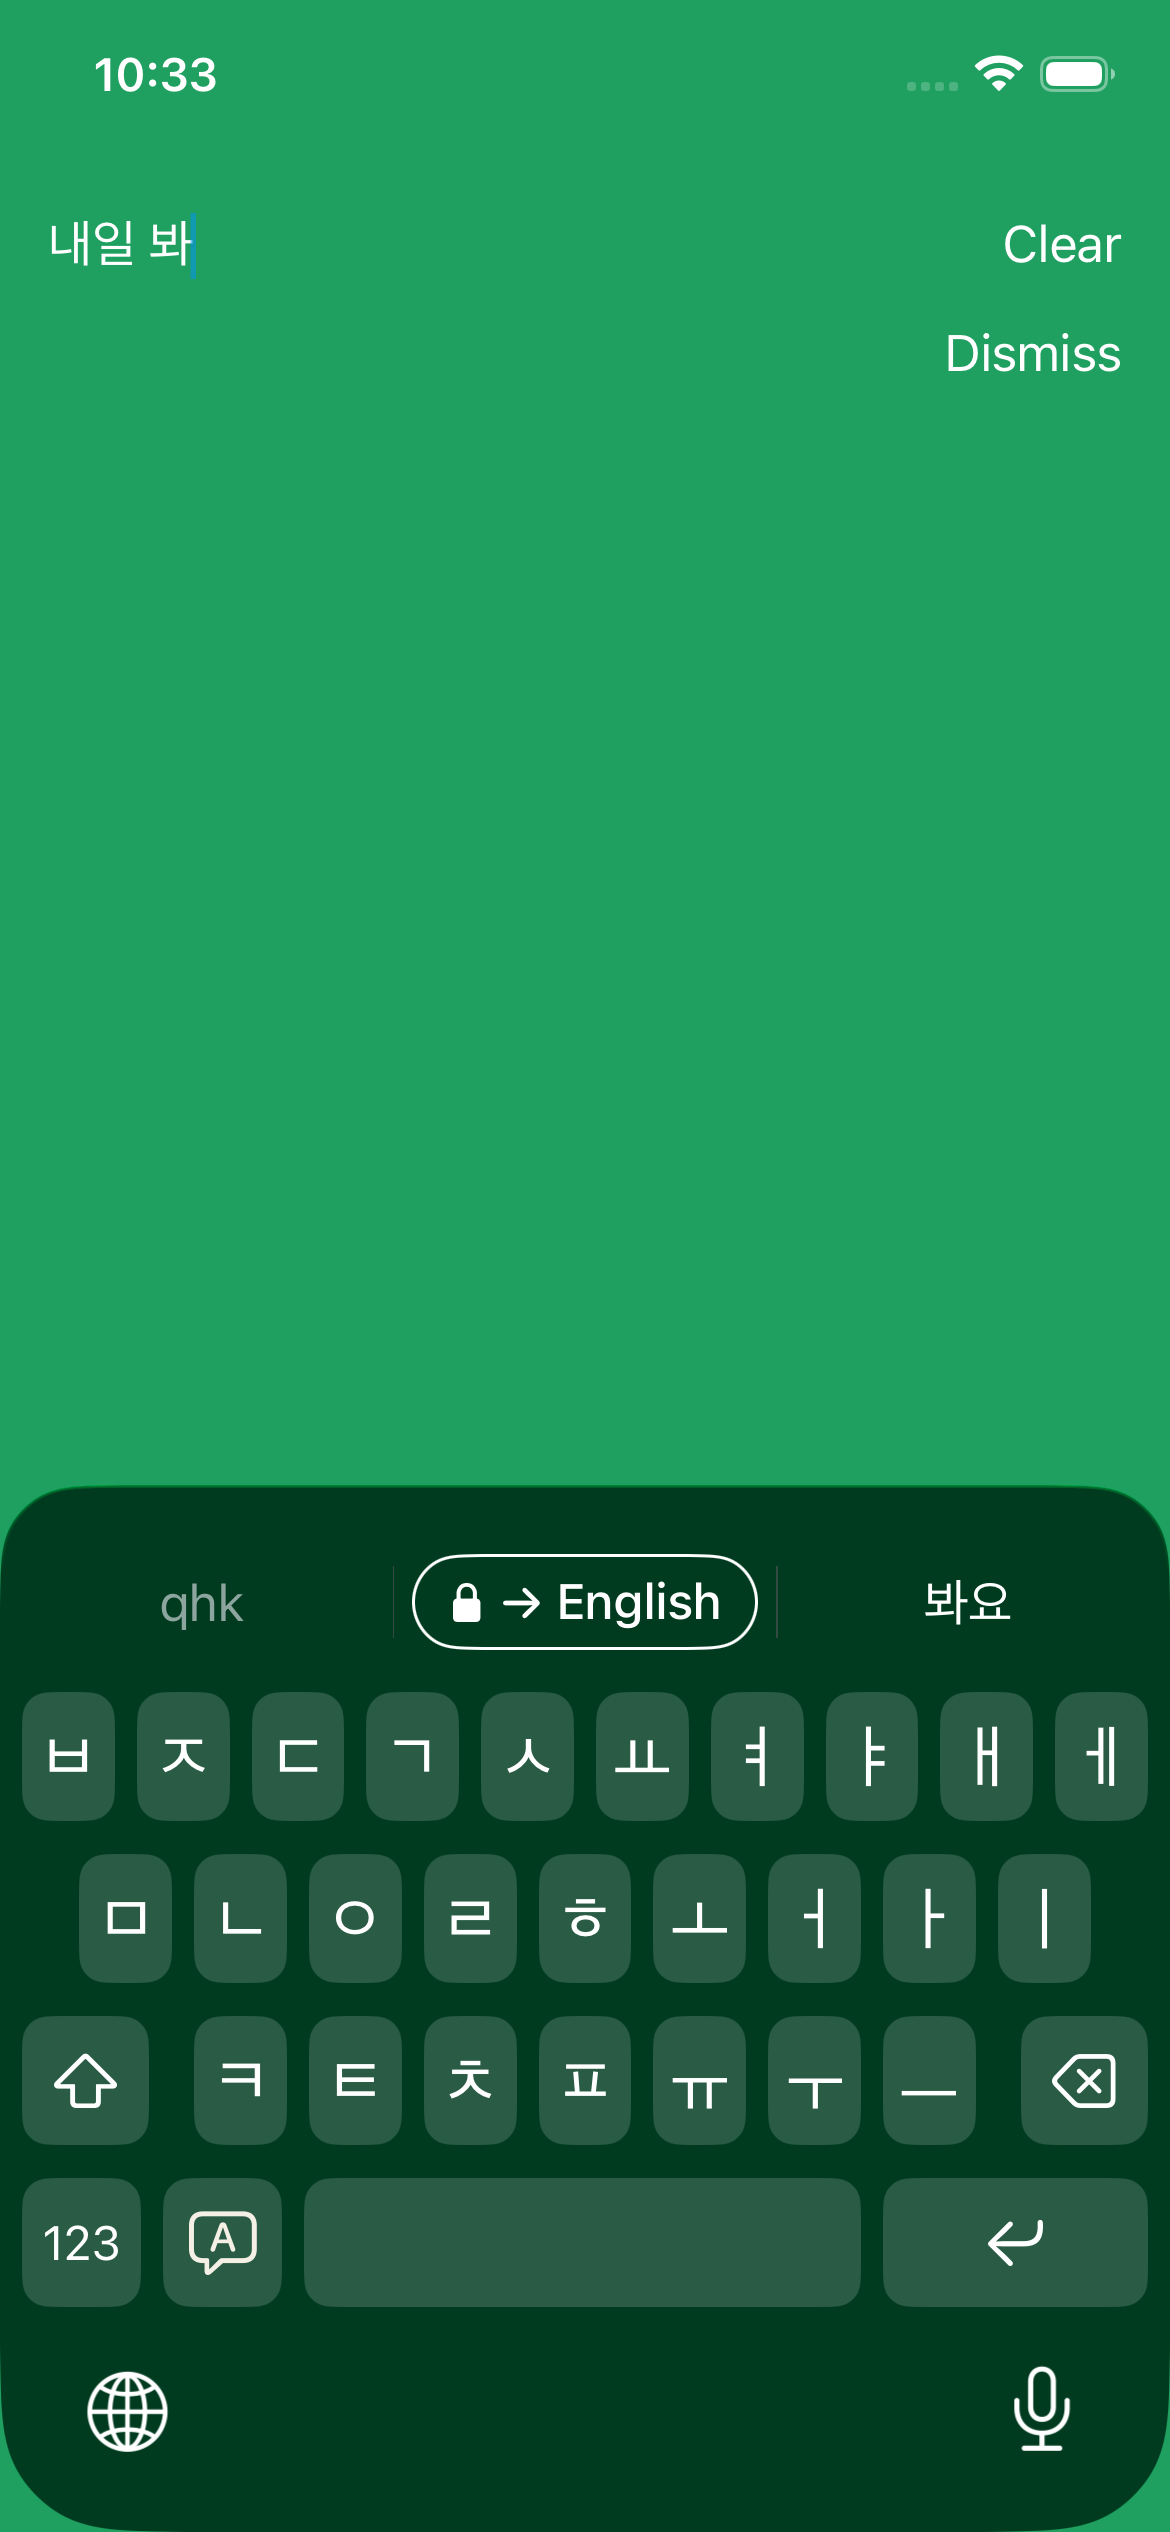 10:33
내일 봐
Clear
Dismiss
qhk
→ English
봐요
ㅂ ㅈ ㄷ ㄱ ㅅ ㅛ ㅕ ㅑ ㅐ ㅔ
ㅁ ㄴ ㅇ ㄹ ㅎ ㅗ ㅓ ㅏ ㅣ
ㅋ ㅌ ㅊ ㅍ ㅠ ㅜ ㅡ
123 A